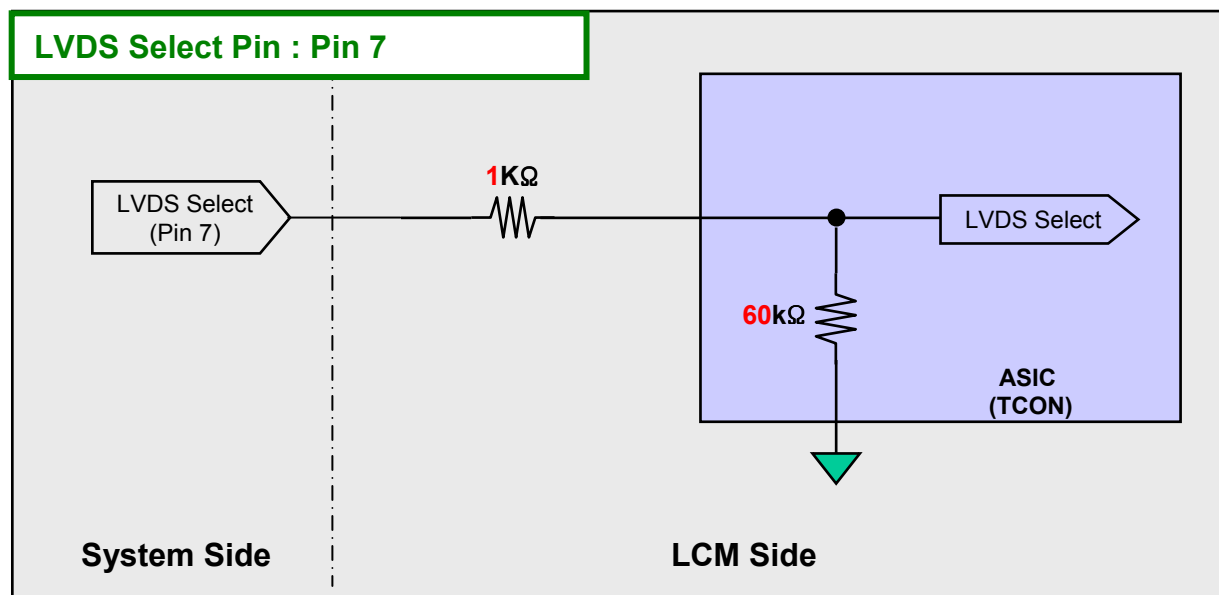 LVDS Select Pin : Pin 7
LVDS Select
(Pin 7)
1KΩ
LVDS Select
60kΩ
ASIC
(TCON)
System Side
LCM Side